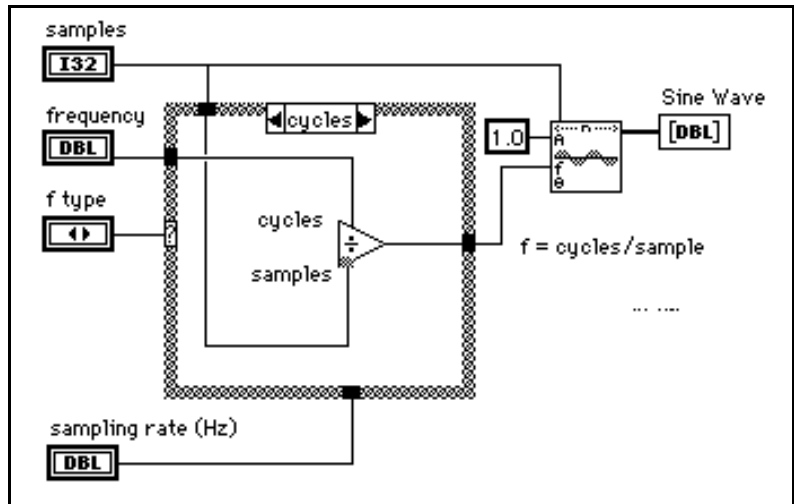 samples
I32
frequency
DBL
f type
cycles
?
cycles
÷
samples
sampling rate (Hz)
DBL
1.0
n
A
f
θ
Sine Wave
[DBL]
f = cycles/sample